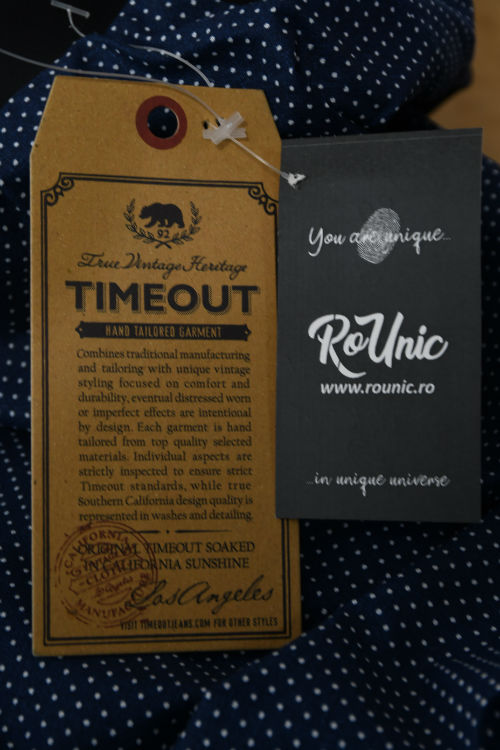 92
True Vintage Heritage
TIMEOUT
HAND TAILORED GARMENT
Combines traditional manufacturing
and tailoring with unique vintage
styling focused on comfort and
durability, eventual distressed worn
or imperfect effects are intentional
by design. Each garment is hand
tailored from top quality selected
materials. Individual aspects are
strictly inspected to ensure strict
Timeout standards, while true
Southern California design quality is
represented in washes and detailing.
ORIGINAL TIMEOUT SOAKED
IN CALIFORNIA SUNSHINE
Los Angeles
VISIT TIMEOUTJEANS.COM FOR OTHER STYLES
CALIFORNIA
CLOTH
MANUFACT
You are unique...
RoUnic
www.rounic.ro
...in unique universe